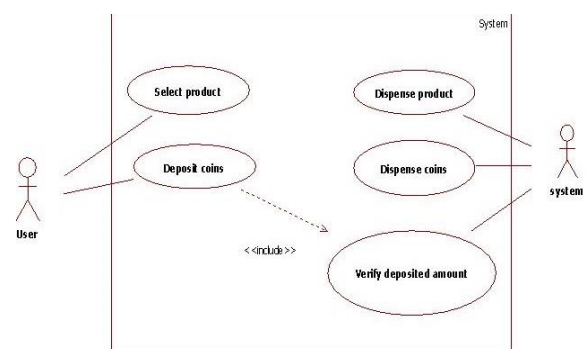 System
Select product
Dispense product
Deposit coins
Dispense coins
User
system
<<include>>
Verify deposited amount